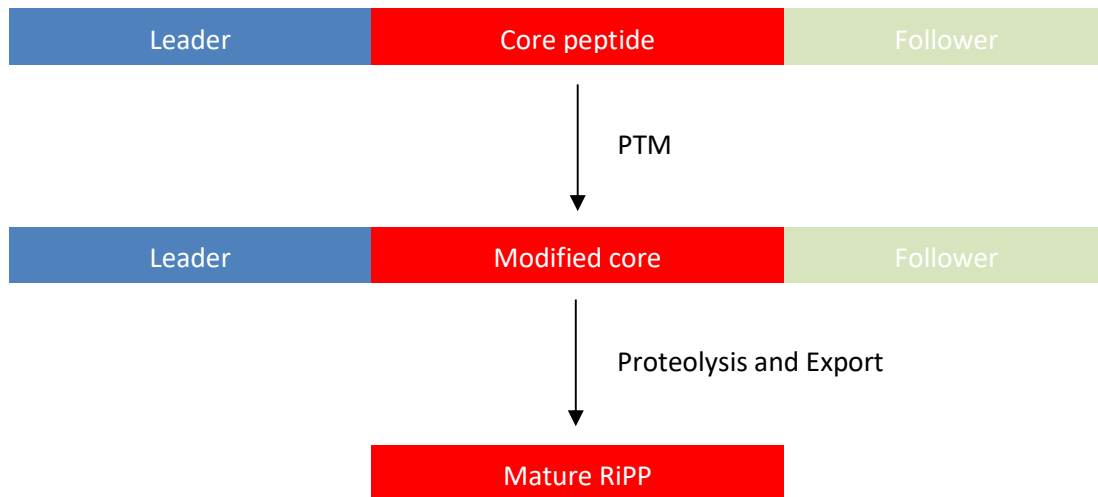 Leader Core peptide Follower
PTM
Leader Modified core Follower
Proteolysis and Export
Mature RiPP